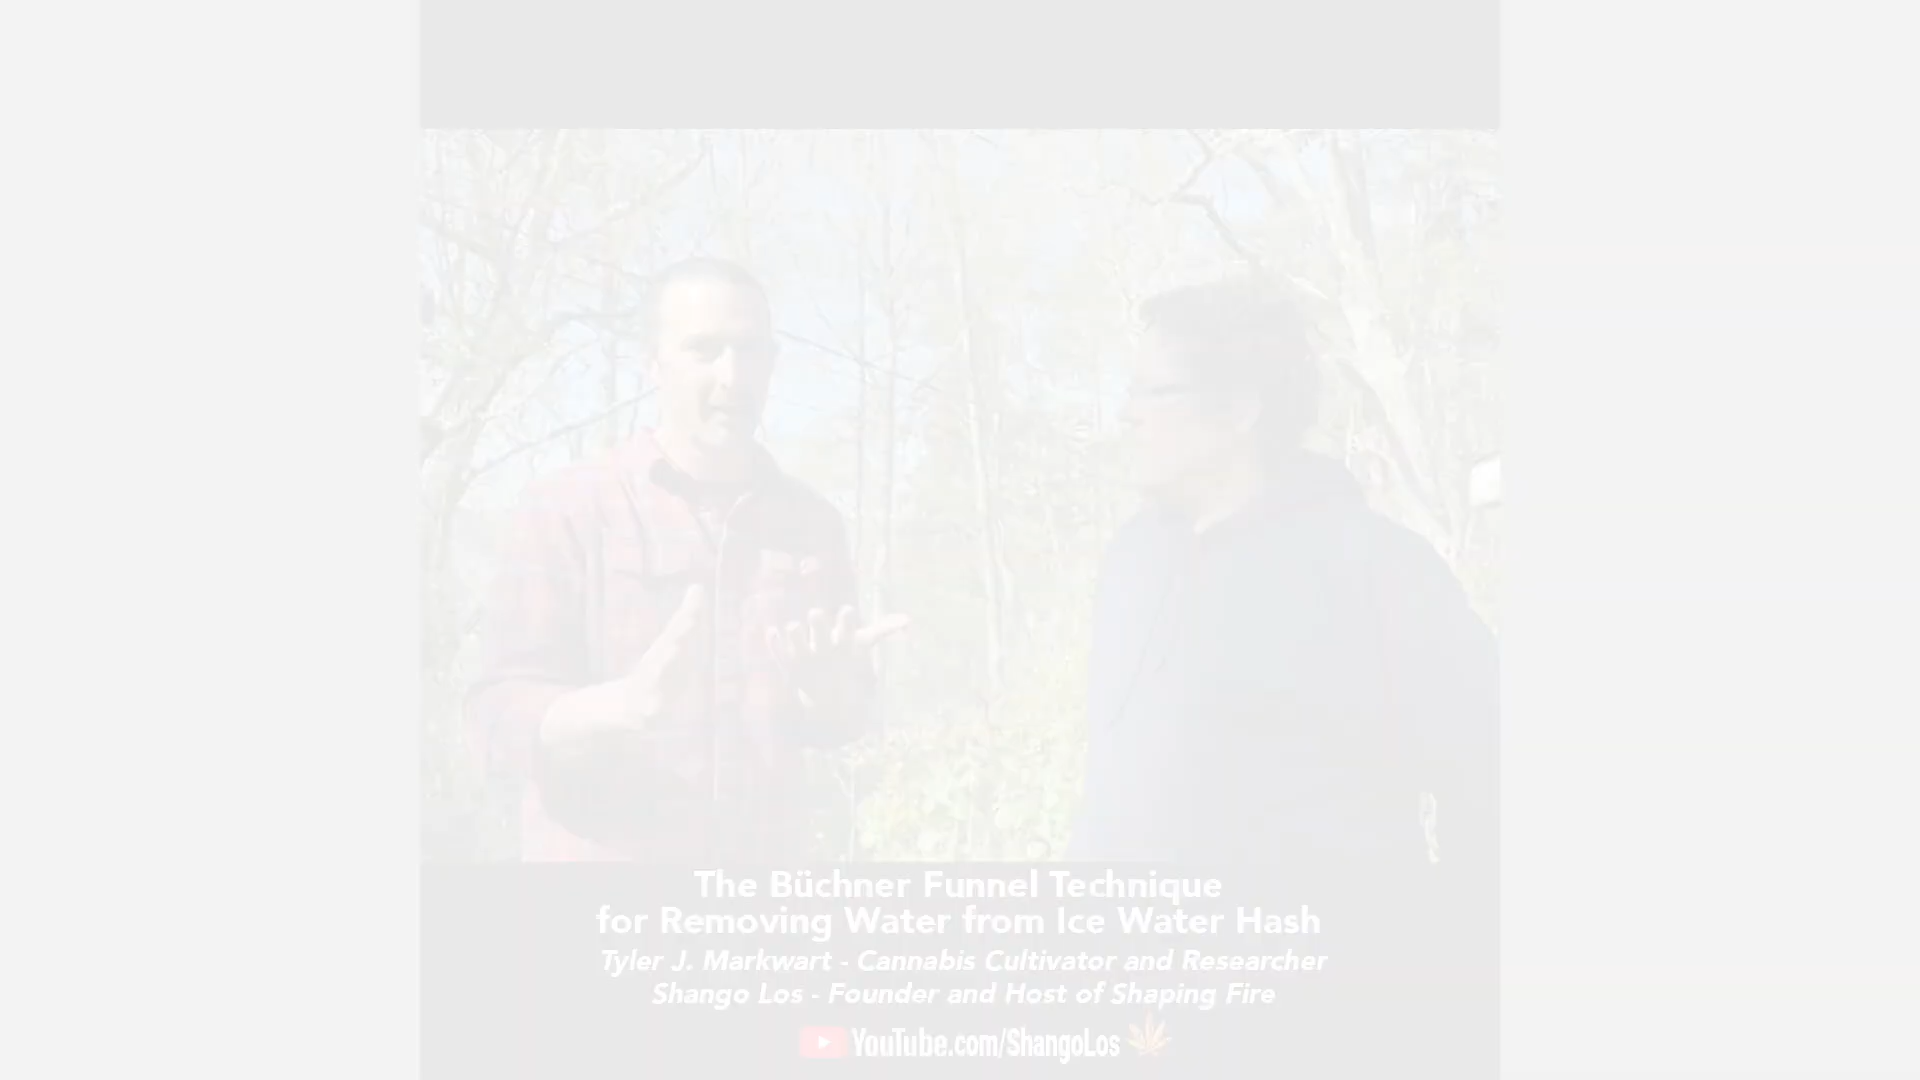 The Büchner Funnel Technique
for Removing Water from Ice Water Hash
Tyler J. Markwart - Cannabis Cultivator and Researcher
Shango Los - Founder and Host of Shaping Fire
YouTube.com/ShangoLos